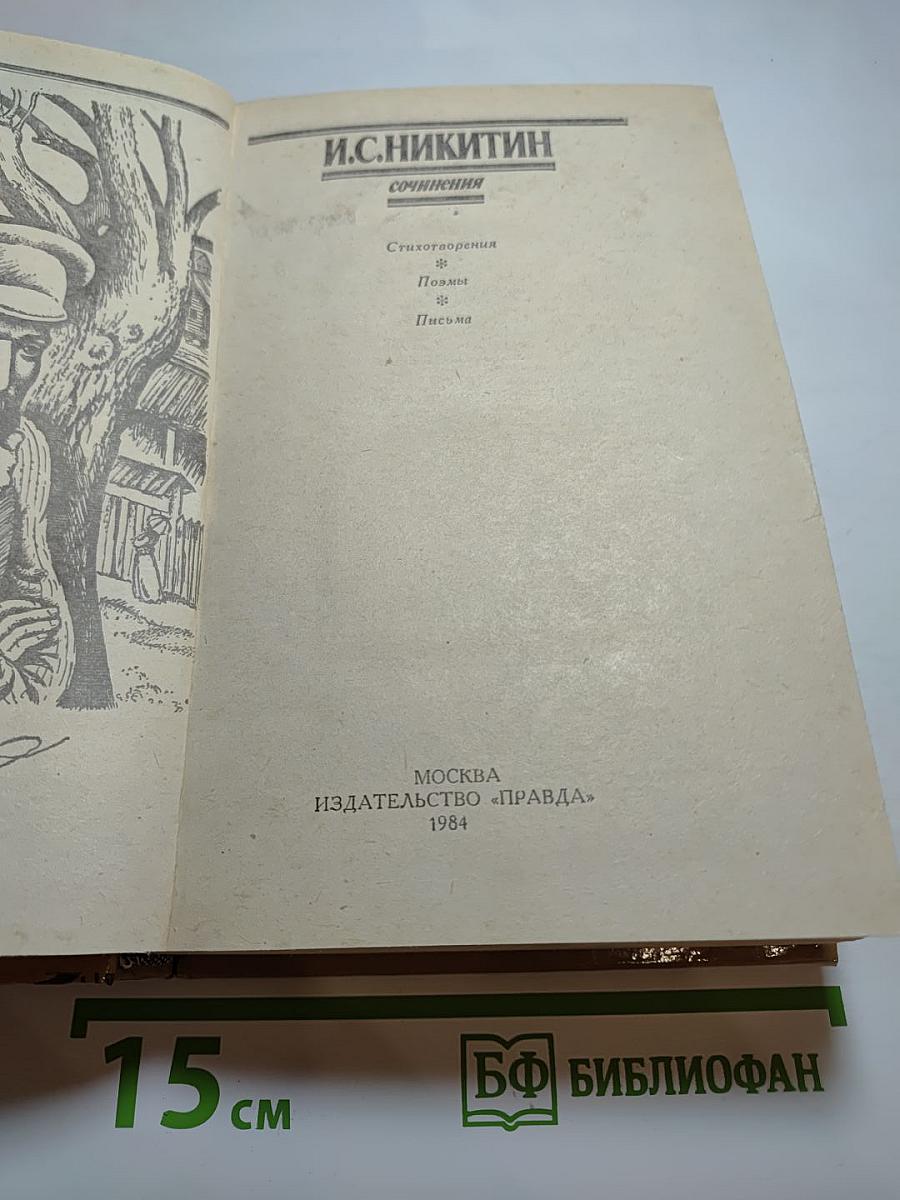 И.С.НИКИТИН
СОЧИНЕНИЯ
Стихотворения
*
Поэмы
*
Письма
МОСКВА
ИЗДАТЕЛЬСТВО «ПРАВДА»
1984
15 см
БФ БИБЛИОФАН